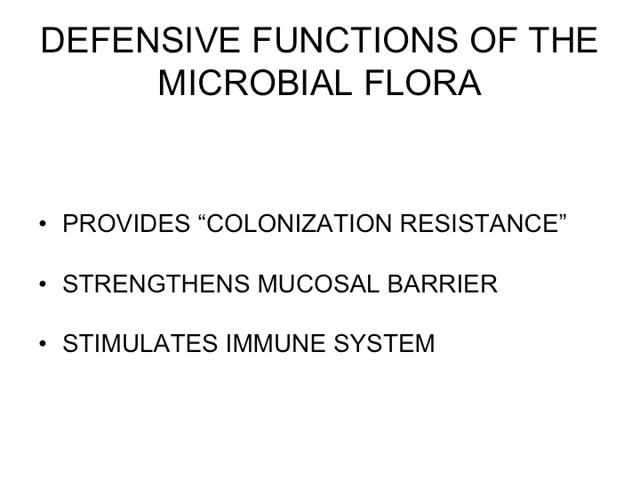 DEFENSIVE FUNCTIONS OF THE
MICROBIAL FLORA
• PROVIDES “COLONIZATION RESISTANCE”
• STRENGTHENS MUCOSAL BARRIER
• STIMULATES IMMUNE SYSTEM